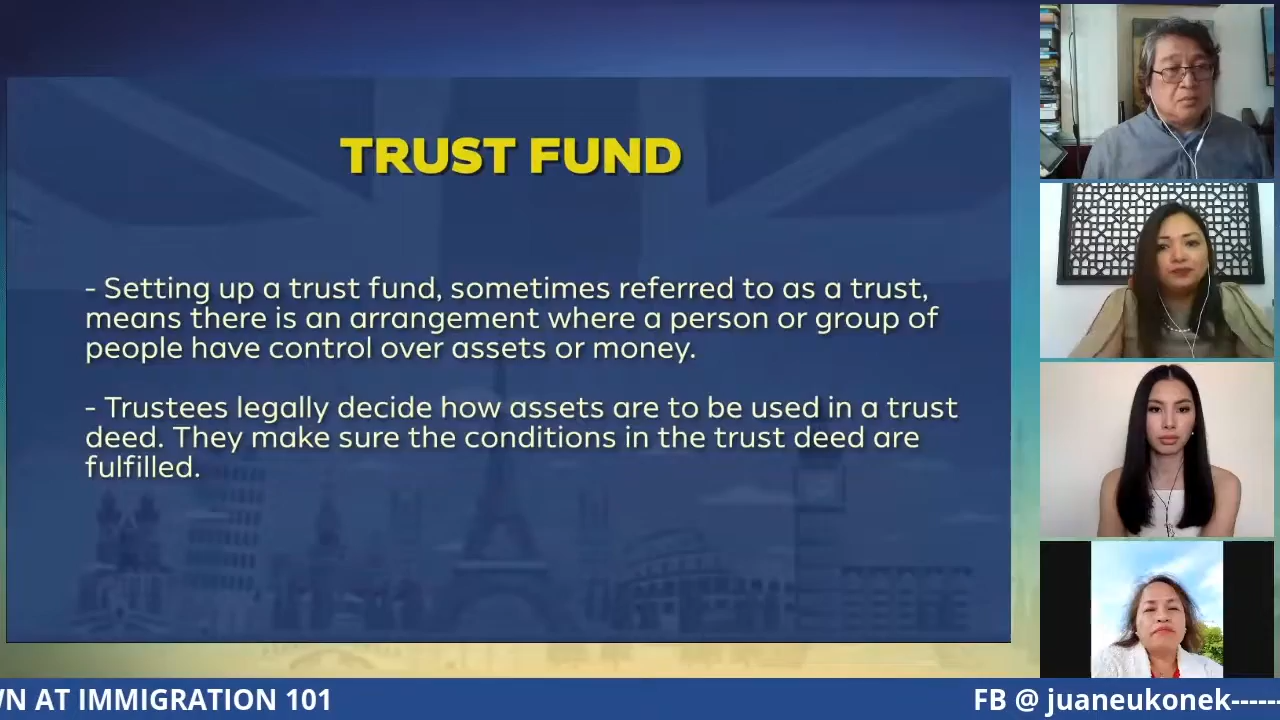 TRUST FUND
- Setting up a trust fund, sometimes referred to as a trust,
means there is an arrangement where a person or group of
people have control over assets or money.
- Trustees legally decide how assets are to be used in a trust
deed. They make sure the conditions in the trust deed are
fulfilled.
AT IMMIGRATION 101
FB @ juaneukonek------